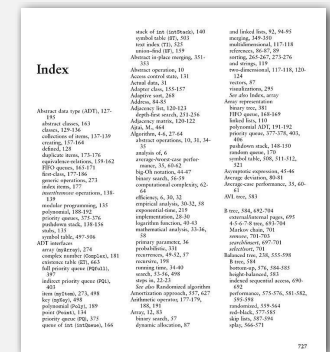 Index
Abstract data type (ADT), 127-
195
abstract classes, 163
classes, 129-136
collections of items, 137-139
creating, 157-164
defined, 128
duplicate items, 173-176
equivalence-relations, 159-162
FIFO queues, 165-171
first-class, 177-186
generic operations, 273
index items, 177
insert/remove operations, 138-
139
modular programming, 135
polynomial, 188-192
priority queues, 375-376
pushdown stack, 138-156
stubs, 135
symbol table, 497-506
ADT interfaces
array (myArray), 274
complex number (Complex), 181
existence table (ET), 663
full priority queue (PQfull),
397
indirect priority queue (PQi),
403
item (myItem), 273, 498
key (myKey), 498
polynomial (Poly), 189
point (Point), 134
priority queue (PQ), 375
queue of int (intQueue), 166
stack of int (intStack), 140
symbol table (ST), 503
text index (TI), 525
union-find (UF), 159
Abstract in-place merging, 351-
353
Abstract operation, 10
Access control state, 131
Actual data, 31
Adapter class, 155-157
Adaptive sort, 268
Address, 84-85
Adjacency list, 120-123
depth-first search, 251-256
Adjacency matrix, 120-122
Ajtai, M., 464
Algorithm, 4-6, 27-64
abstract operations, 10, 31, 34-
35
analysis of, 6
average-/worst-case perfor-
mance, 35, 60-62
big-Oh notation, 44-47
binary search, 56-59
computational complexity, 62-
64
efficiency, 6, 30, 32
empirical analysis, 30-32, 58
exponential-time, 219
implementation, 28-30
logarithm function, 40-43
mathematical analysis, 33-36,
58
primary parameter, 36
probabilistic, 331
recurrences, 49-52, 57
recursive, 198
running time, 34-40
search, 53-56, 498
steps in, 22-23
See also Randomized algorithm
Amortization approach, 557, 627
Arithmetic operator, 177-179,
188, 191
Array, 12, 83
binary search, 57
dynamic allocation, 87
and linked lists, 92, 94-95
merging, 349-350
multidimensional, 117-118
references, 86-87, 89
sorting, 265-267, 273-276
and strings, 119
two-dimensional, 117-118, 120-
124
vectors, 87
visualizations, 295
See also Index, array
Array representation
binary tree, 381
FIFO queue, 168-169
linked lists, 110
polynomial ADT, 191-192
priority queue, 377-378, 403,
406
pushdown stack, 148-150
random queue, 170
symbol table, 508, 511-512,
521
Asymptotic expression, 45-46
Average deviation, 80-81
Average-case performance, 35, 60-
61
AVL tree, 583
B tree, 584, 692-704
external/internal pages, 695
4-5-6-7-8 tree, 693-704
Markov chain, 701
remove, 701-703
search/insert, 697-701
select/sort, 701
Balanced tree, 238, 555-598
B tree, 584
bottom-up, 576, 584-585
height-balanced, 583
indexed sequential access, 690-
692
performance, 575-576, 581-582,
595-598
randomized, 559-564
red-black, 577-585
skip lists, 587-594
splay, 566-571
727